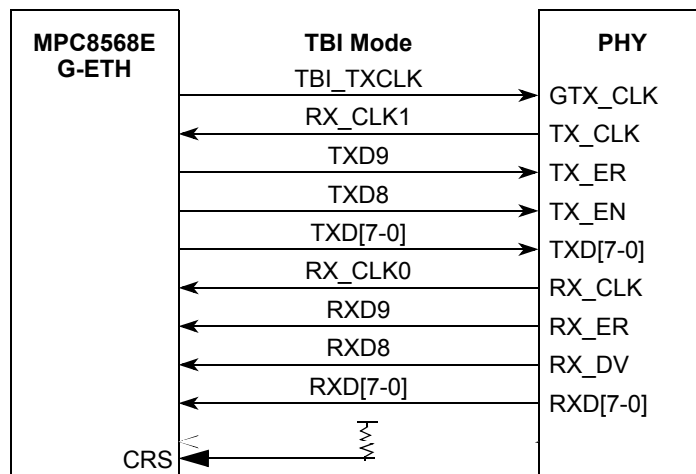 MPC8568E TBI Mode PHY
G-ETH
TBI_TXCLK
GTX_CLK
RX_CLK1
TX_CLK
TXD9
TX_ER
TXD8
TX_EN
TXD[7-0]
TXD[7-0]
RX_CLK0
RX_CLK
RXD9
RX_ER
RXD8
RX_DV
RXD[7-0]
RXD[7-0]
CRS